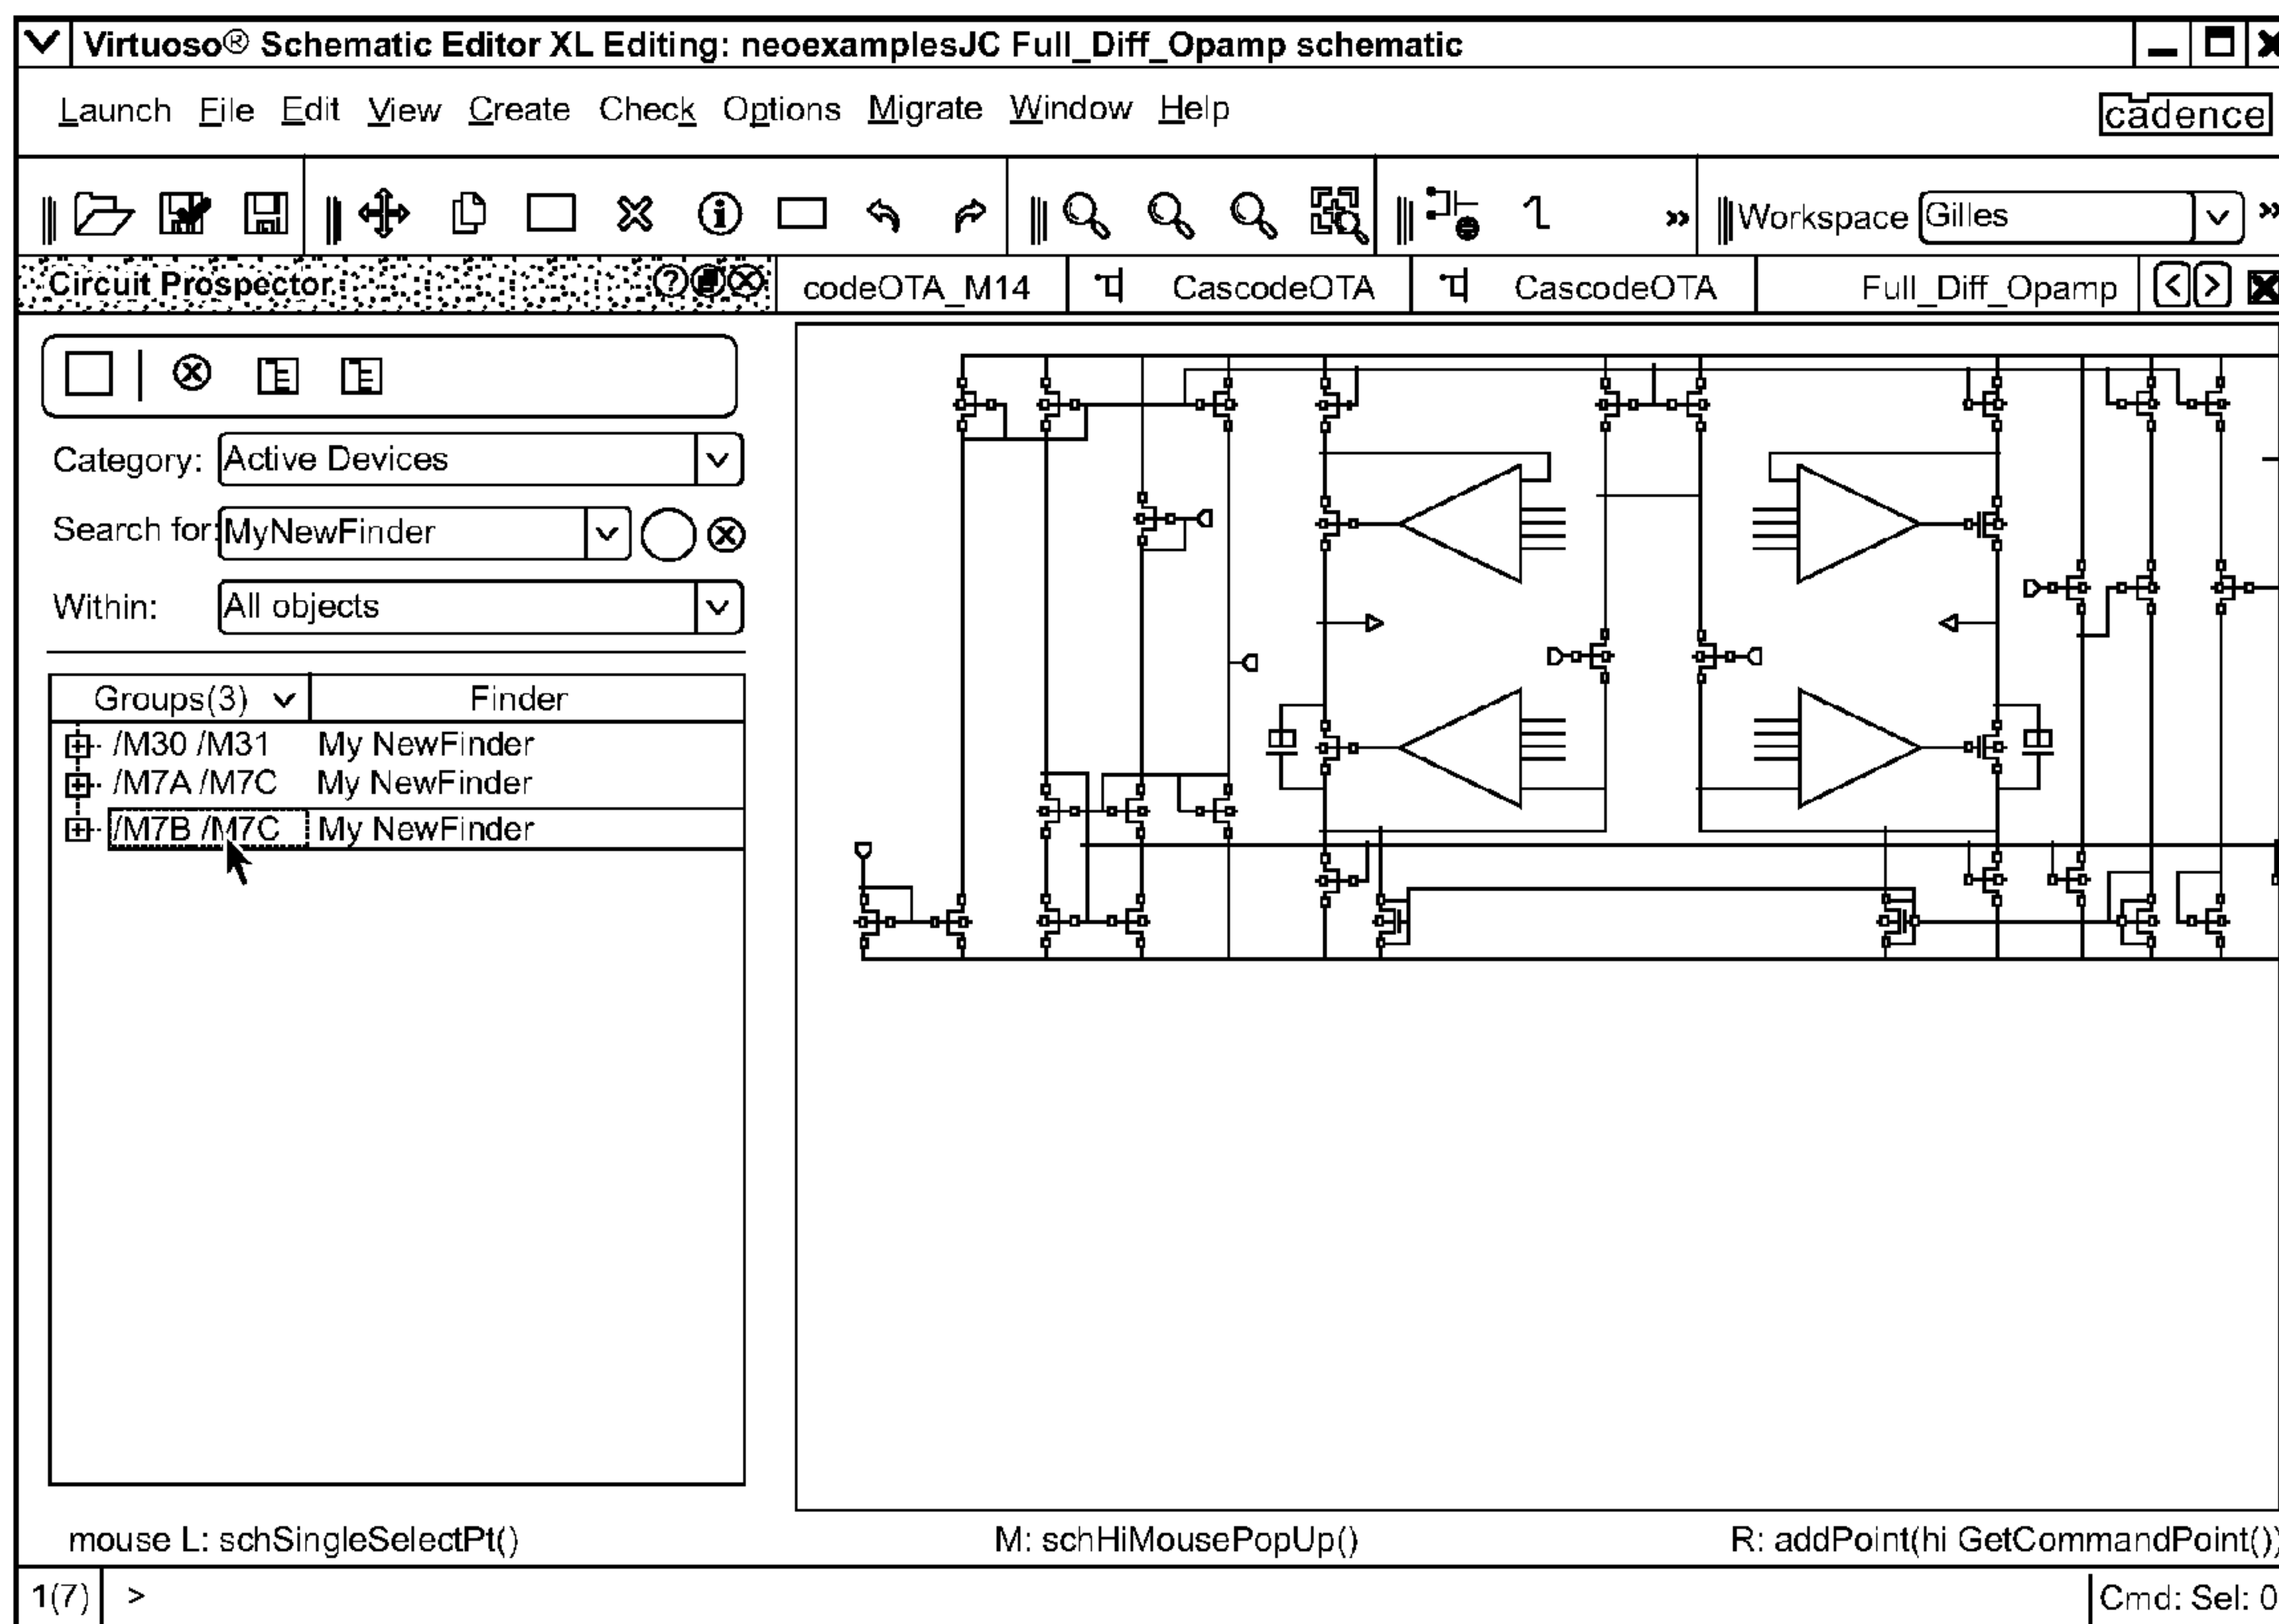 Virtuoso® Schematic Editor XL Editing: neoexamplesJC Full_Diff_Opamp schematic
Launch File Edit View Create Check Options Migrate Window Help
cādence
1 » Workspace Gilles »
Circuit Prospector
codeOTA_M14 CascodeOTA CascodeOTA Full_Diff_Opamp
Category: Active Devices
Search for: MyNewFinder
Within: All objects
Groups(3) Finder
/M30 /M31 My NewFinder
/M7A /M7C My NewFinder
/M7B /M7C My NewFinder
mouse L: schSingleSelectPt() M: schHiMousePopUp() R: addPoint(hi GetCommandPoint())
1(7) > Cmd: Sel: 0